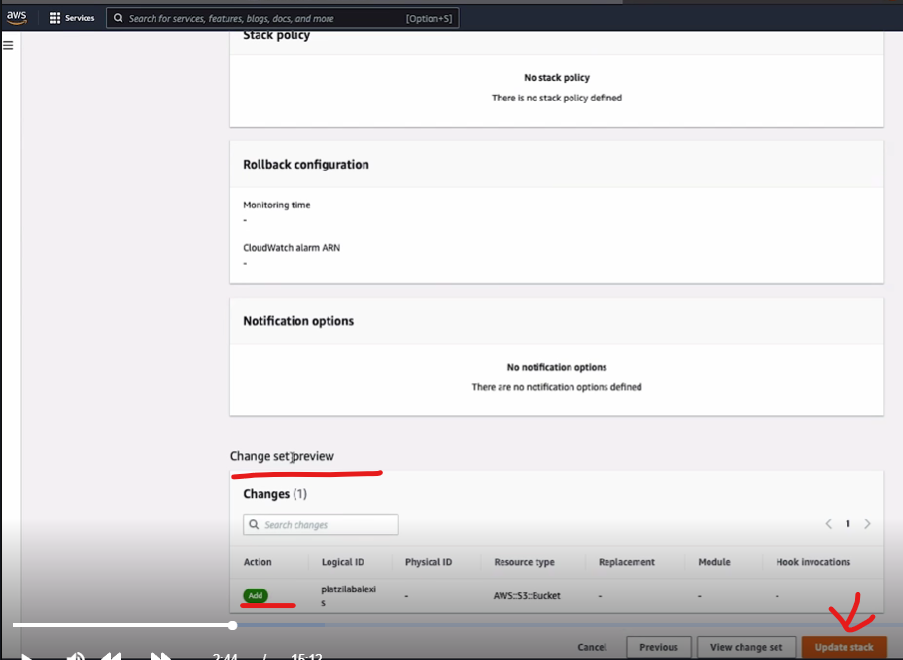 aws
Services
Search for services, features, blogs, docs, and more
[Option+S]
Stack policy
No stack policy
There is no stack policy defined
Rollback configuration
Monitoring time
-
CloudWatch alarm ARN
-
Notification options
No notification options
There are no notification options defined
Change set preview
Changes (1)
Search changes
1
Action Logical ID Physical ID Resource type Replacement Module Hook invocations
Add platzilabalexi - AWS::S3::Bucket - - -
s
Cancel Previous View change set Update stack
2:44 / 15:12